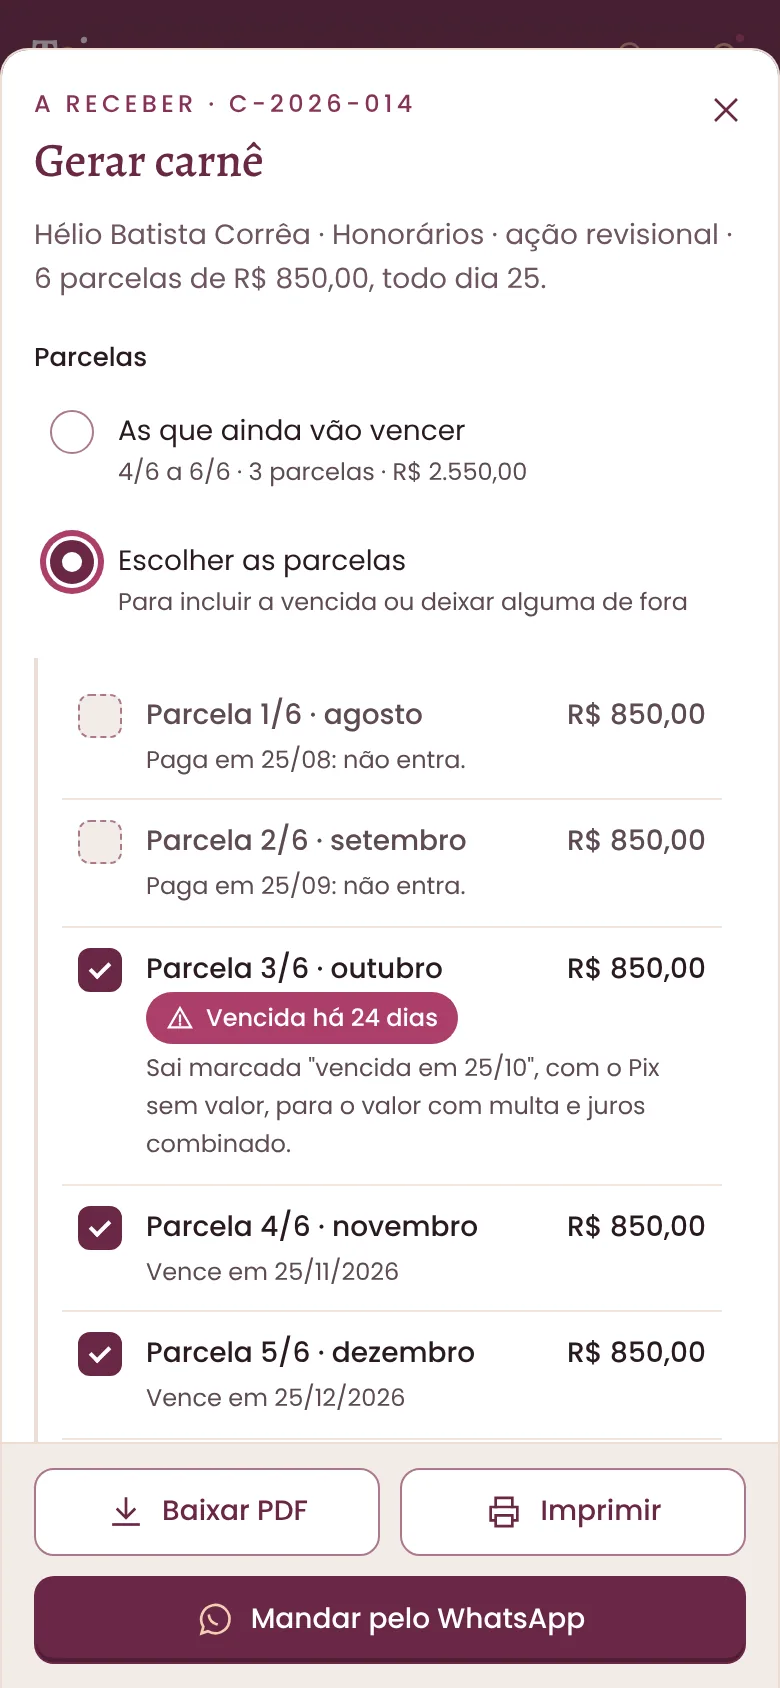 A RECEBER · C-2026-014
Gerar carnê
Hélio Batista Corrêa · Honorários · ação revisional ·
6 parcelas de R$ 850,00, todo dia 25.
Parcelas
As que ainda vão vencer
4/6 a 6/6 · 3 parcelas · R$ 2.550,00
Escolher as parcelas
Para incluir a vencida ou deixar alguma de fora
Parcela 1/6 · agosto R$ 850,00
Paga em 25/08: não entra.
Parcela 2/6 · setembro R$ 850,00
Paga em 25/09: não entra.
Parcela 3/6 · outubro R$ 850,00
Vencida há 24 dias
Sai marcada "vencida em 25/10", com o Pix
sem valor, para o valor com multa e juros
combinado.
Parcela 4/6 · novembro R$ 850,00
Vence em 25/11/2026
Parcela 5/6 · dezembro R$ 850,00
Vence em 25/12/2026
Baixar PDF
Imprimir
Mandar pelo WhatsApp